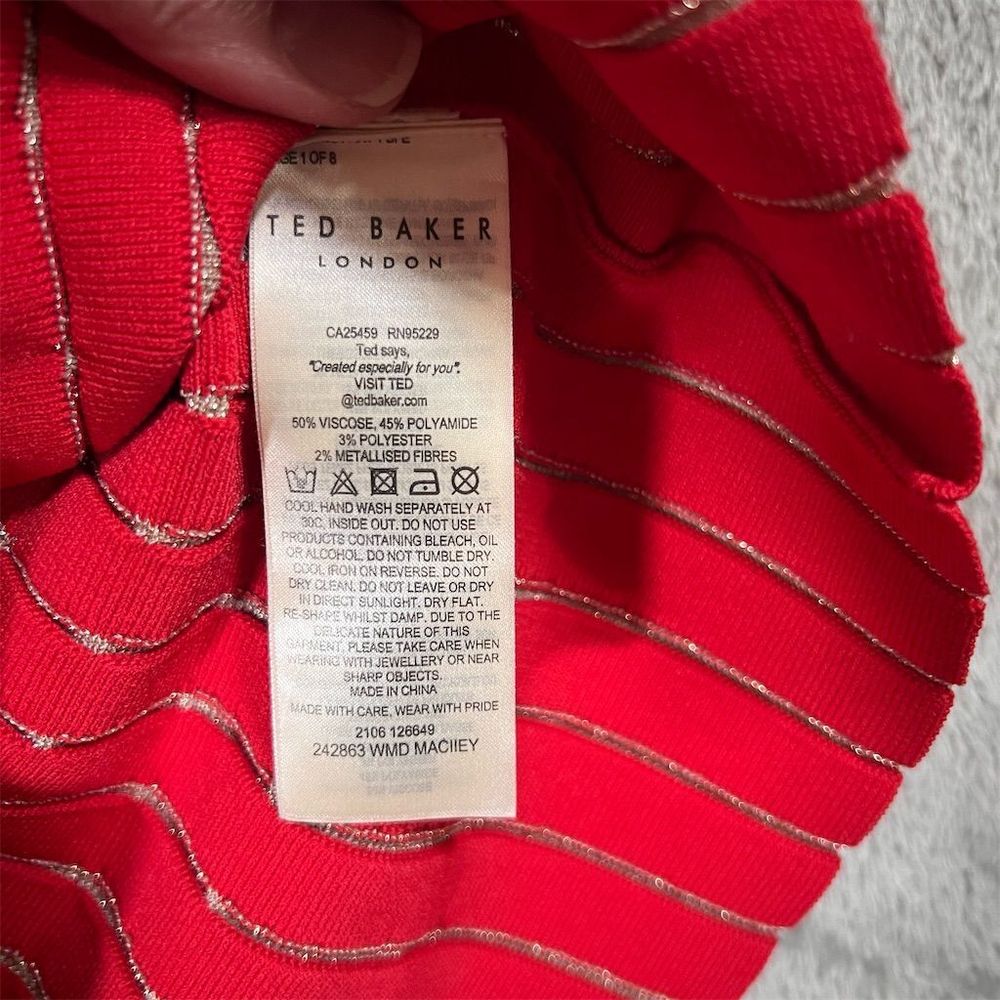 GE 1 OF 8
TED BAKER
LONDON
CA25459 RN95229
Ted says,
"Created especially for you".
VISIT TED
@tedbaker.com
50% VISCOSE, 45% POLYAMIDE
3% POLYESTER
2% METALLISED FIBRES
COOL HAND WASH SEPARATELY AT
30C, INSIDE OUT. DO NOT USE
PRODUCTS CONTAINING BLEACH, OIL
OR ALCOHOL. DO NOT TUMBLE DRY.
COOL IRON ON REVERSE. DO NOT
DRY CLEAN. DO NOT LEAVE OR DRY
IN DIRECT SUNLIGHT. DRY FLAT.
RE-SHAPE WHILST DAMP. DUE TO THE
DELICATE NATURE OF THIS
GARMENT, PLEASE TAKE CARE WHEN
WEARING WITH JEWELLERY OR NEAR
SHARP OBJECTS.
MADE IN CHINA
MADE WITH CARE, WEAR WITH PRIDE
2106 126649
242863 WMD MACIIEY